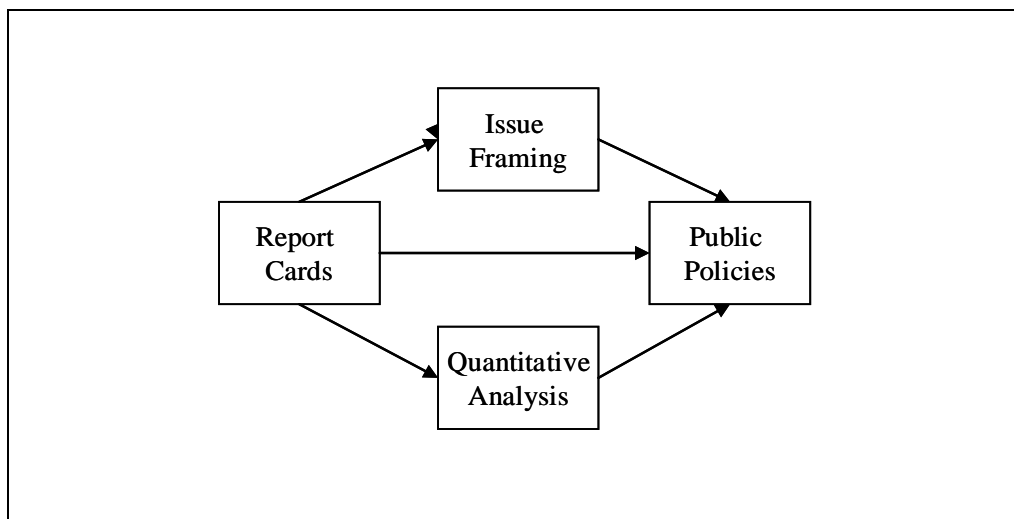 Issue
Framing
Report
Cards
Public
Policies
Quantitative
Analysis